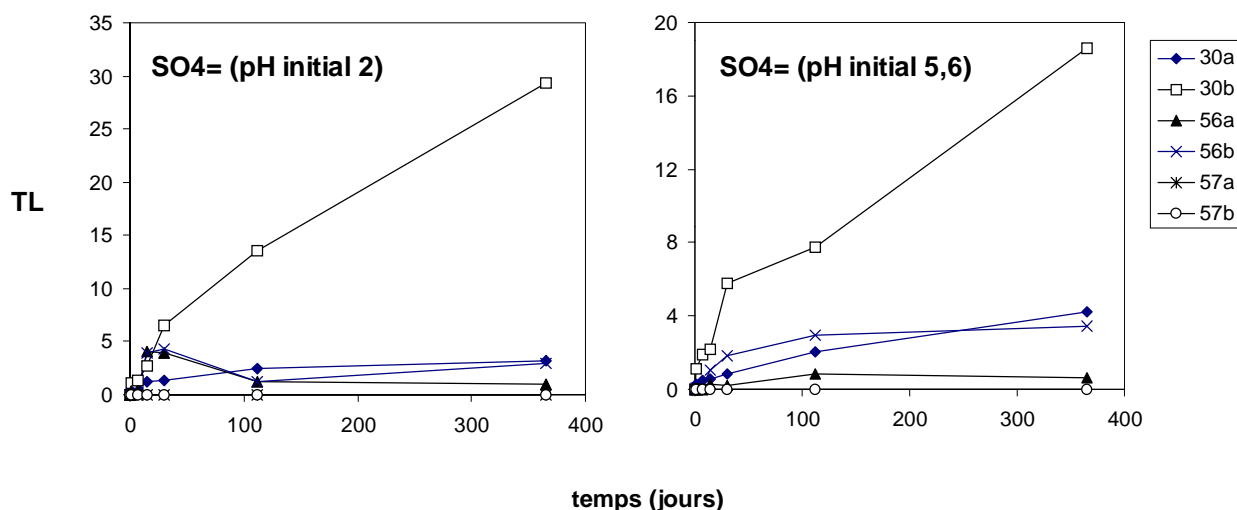 SO4= (pH initial 2)
TL
35
30
25
20
15
10
5
0
0 100 200 300 400
SO4= (pH initial 5,6)
20
16
12
8
4
0
0 100 200 300 400
temps (jours)
30a
30b
56a
56b
57a
57b